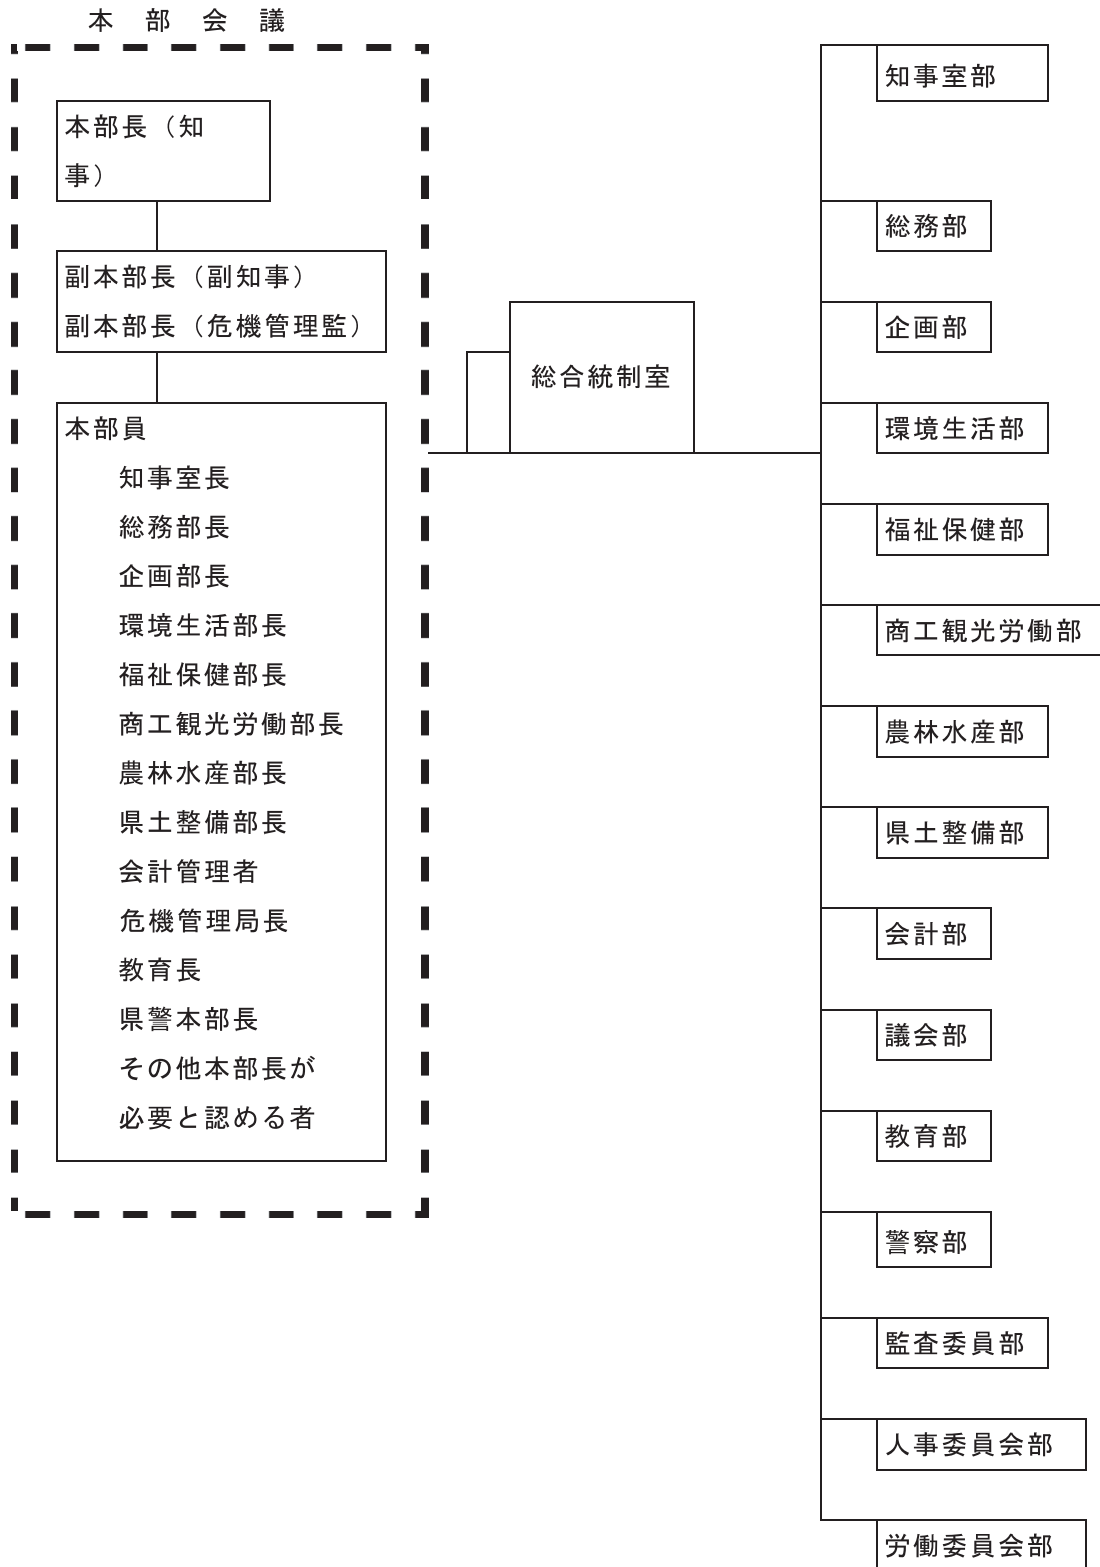 本部会議
本部長（知
事）
副本部長（副知事）
副本部長（危機管理監）
本部員
知事室長
総務部長
企画部長
環境生活部長
福祉保健部長
商工観光労働部長
農林水産部長
県土整備部長
会計管理者
危機管理局長
教育長
県警本部長
その他本部長が
必要と認める者
総合統制室
知事室部
総務部
企画部
環境生活部
福祉保健部
商工観光労働部
農林水産部
県土整備部
会計部
議会部
教育部
警察部
監査委員部
人事委員会部
労働委員会部